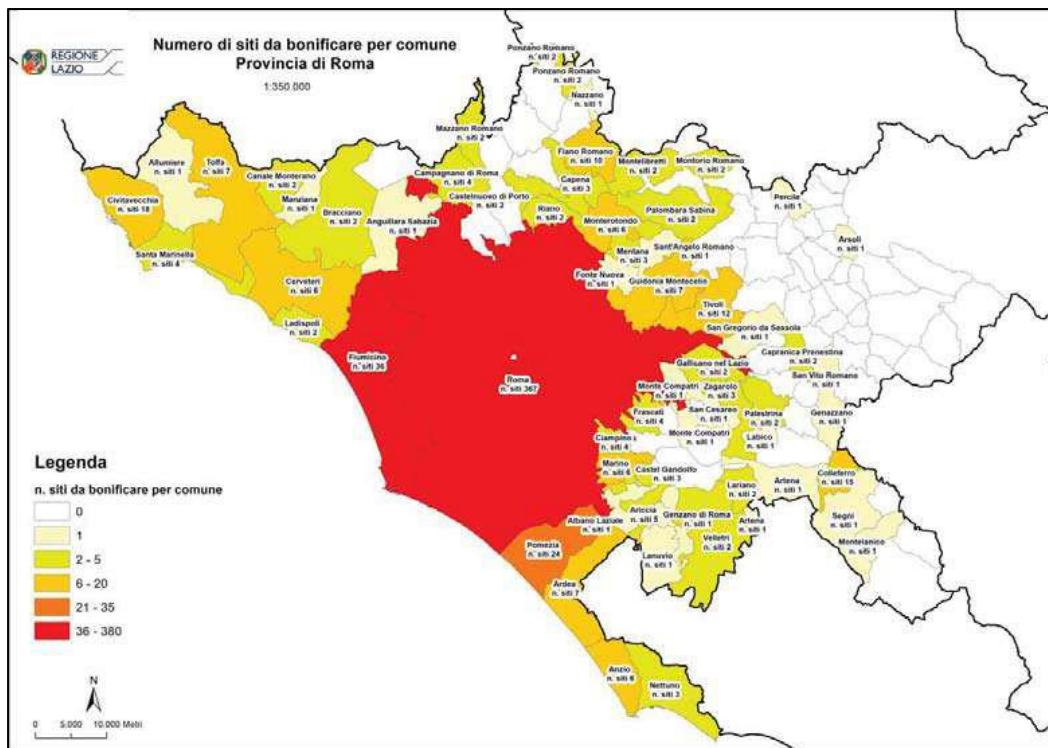 REGIONE
LAZIO
Numero di siti da bonificare per comune
Provincia di Roma
1:350.000
Ponzano Romano
n. siti 2
Ponzano Romano
n. siti 2
Nazzano
n. siti 1
Mazzano Romano
n. siti 2
Fiano Romano
n. siti 10
Montelibretti
n. siti 2
Montorio Romano
n. siti 2
Allumiere
n. siti 1
Tolfa
n. siti 7
Canale Monterano
n. siti 2
Manziana
n. siti 1
Campagnano di Roma
n. siti 4
Capena
n. siti 3
Civitavecchia
n. siti 18
Bracciano
n. siti 2
Castelnuovo di Porto
n. siti 2
Anguillara Sabazia
n. siti 1
Riano
n. siti 2
Monterotondo
n. siti 6
Palombara Sabina
n. siti 2
Percile
n. siti 1
Arsoli
n. siti 1
Santa Marinella
n. siti 4
Mentana
n. siti 3
Sant'Angelo Romano
n. siti 1
Cerveteri
n. siti 6
Fonte Nuova
n. siti 1
Guidonia Montecelio
n. siti 7
Tivoli
n. siti 12
Ladispoli
n. siti 2
San Gregorio da Sassola
n. siti 1
Fiumicino
n. siti 36
Capranica Prenestina
n. siti 2
Gallicano nel Lazio
n. siti 2
Roma
n. siti 367
San Vito Romano
n. siti 1
Monte Compatri
n. siti 1
Zagarolo
n. siti 3
Frascati
n. siti 4
San Cesareo
n. siti 1
Palestrina
n. siti 2
Genazzano
n. siti 1
Ciampino
n. siti 4
Monte Compatri
n. siti 1
Labico
n. siti 1
Marino
n. siti 6
Castel Gandolfo
n. siti 3
Colleferro
n. siti 15
Lariano
n. siti 2
Artena
n. siti 1
Albano Laziale
n. siti 1
Ariccia
n. siti 5
Genzano di Roma
n. siti 1
Artena
n. siti 1
Segni
n. siti 1
Pomezia
n. siti 24
Velletri
n. siti 2
Montelanico
n. siti 1
Lanuvio
n. siti 1
Ardea
n. siti 7
Anzio
n. siti 6
Nettuno
n. siti 3
Legenda
n. siti da bonificare per comune
0
1
2 - 5
6 - 20
21 - 35
36 - 380
N
0 5.000 10.000 Metri